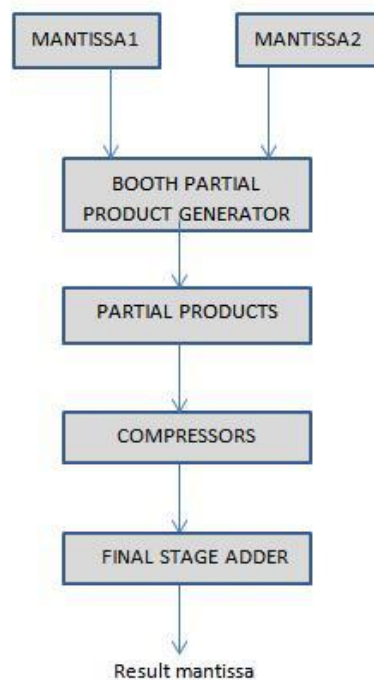 MANTISSA1
MANTISSA2
BOOTH PARTIAL
PRODUCT GENERATOR
PARTIAL PRODUCTS
COMPRESSORS
FINAL STAGE ADDER
Result mantissa